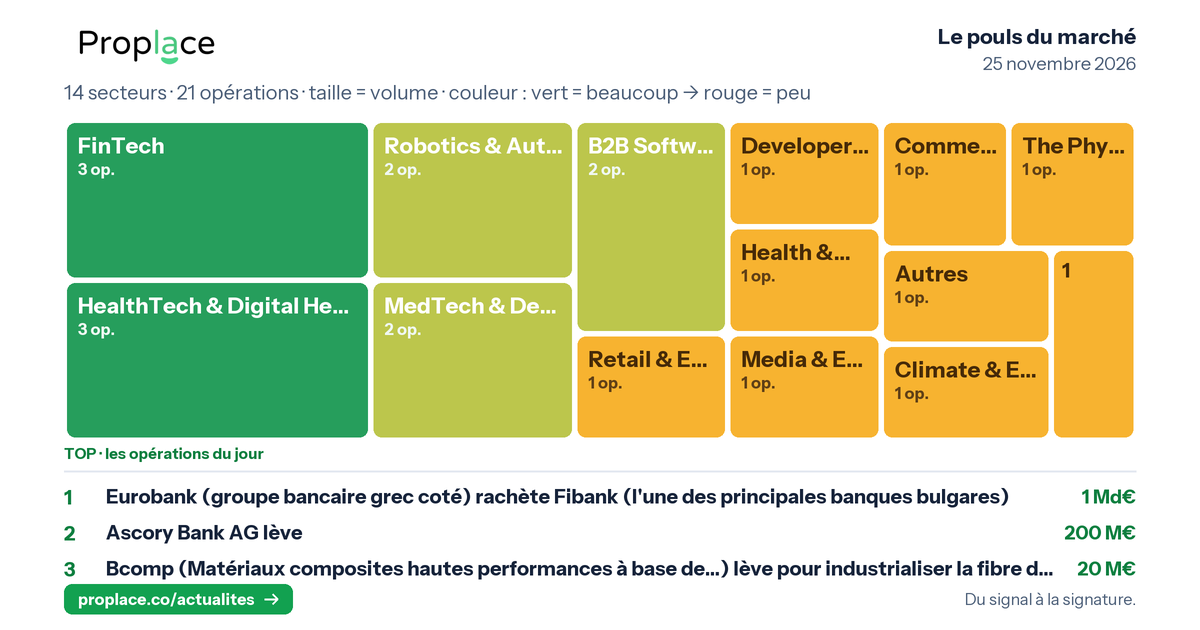 Proplace
Le pouls du marché
25 novembre 2026
14 secteurs · 21 opérations · taille = volume · couleur : vert = beaucoup → rouge = peu
FinTech
3 op.
Robotics & Aut...
2 op.
B2B Softw...
2 op.
Developer...
1 op.
Comme...
1 op.
The Phy...
1 op.
Health &...
1 op.
Autres
1 op.
1
HealthTech & Digital He...
3 op.
MedTech & De...
2 op.
Retail & E...
1 op.
Media & E...
1 op.
Climate & E...
1 op.
TOP · les opérations du jour
1 Eurobank (groupe bancaire grec coté) rachète Fibank (l'une des principales banques bulgares) 1 Md€
2 Ascory Bank AG lève 200 M€
3 Bcomp (Matériaux composites hautes performances à base de...) lève pour industrialiser la fibre d... 20 M€
proplace.co/actualites →
Du signal à la signature.